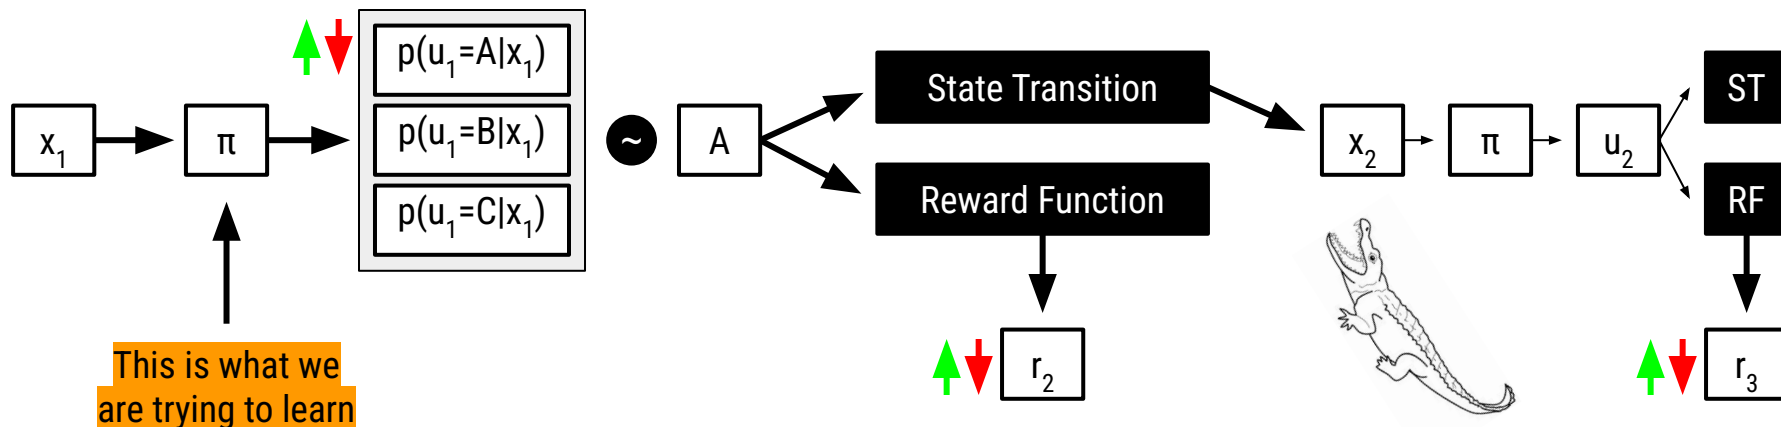 x₁
π
p(u₁=A|x₁)
p(u₁=B|x₁)
p(u₁=C|x₁)
~
A
State Transition
Reward Function
r₂
x₂
π
u₂
ST
RF
r₃
This is what we
are trying to learn